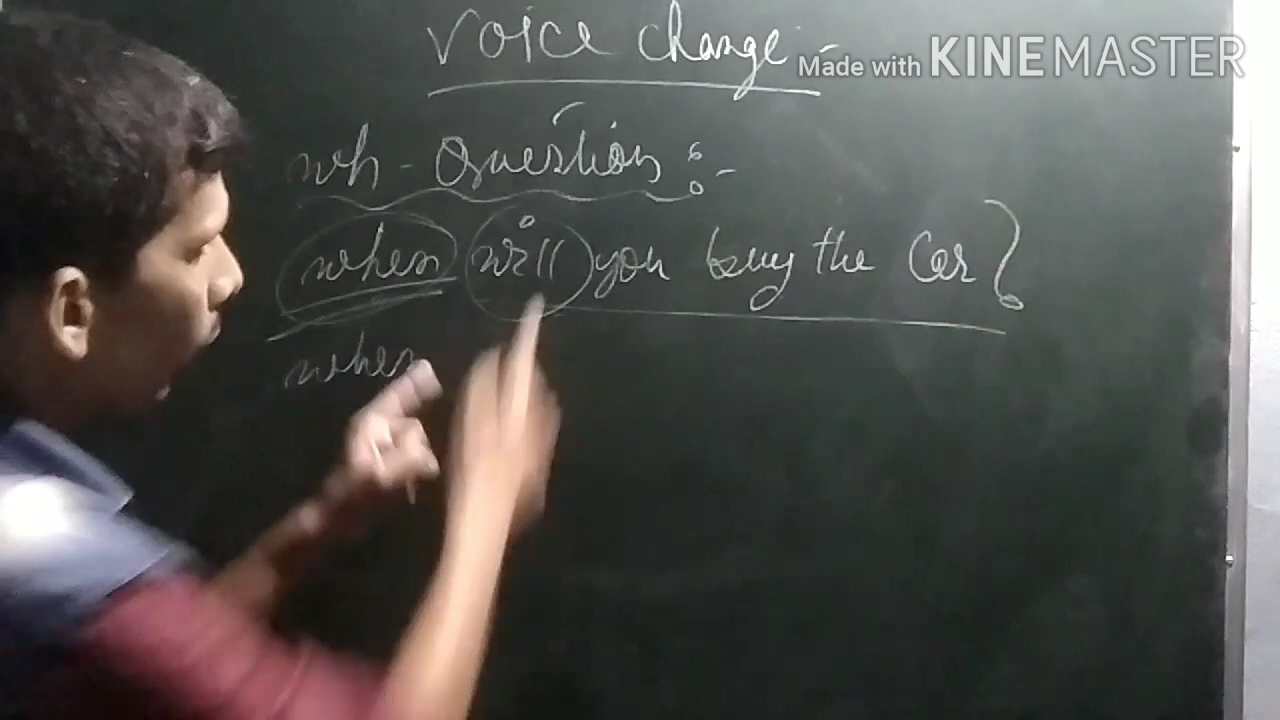 Voice change -
Made with KINEMASTER
wh - Question :-
when will you buy the Car ?
when